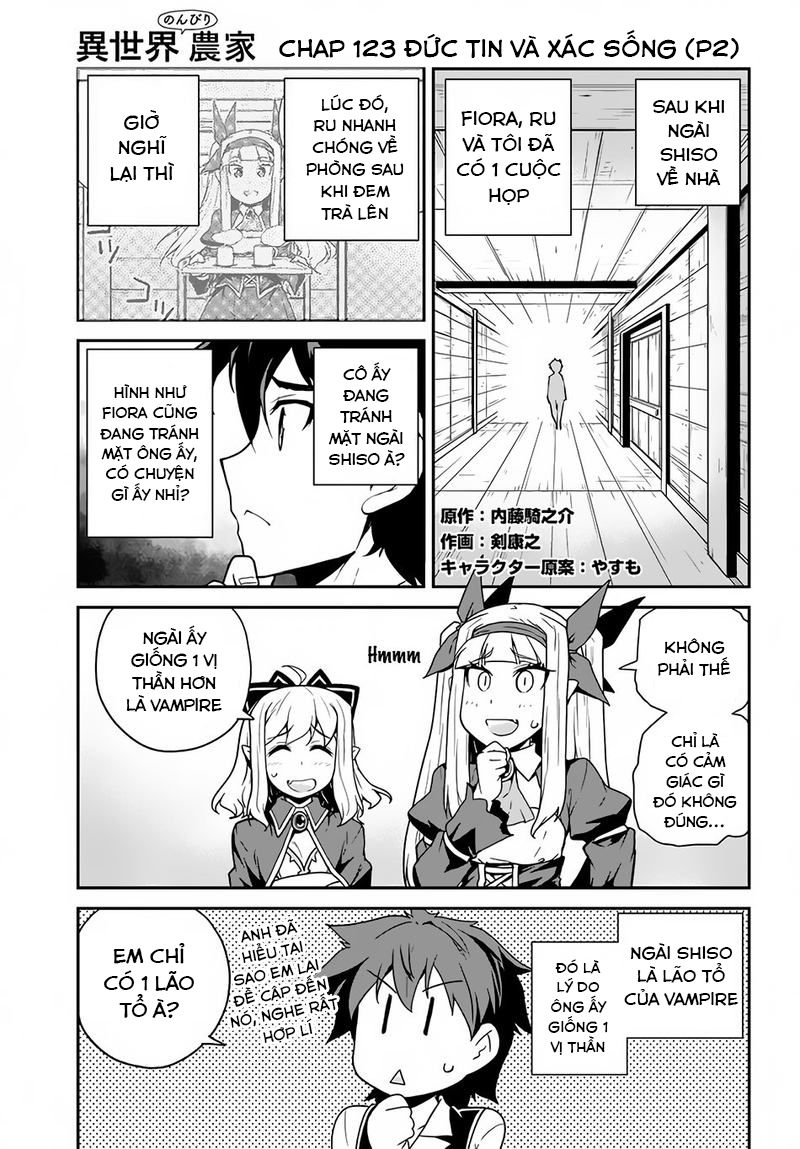 のんびり
異世界農家 CHAP 123 ĐỨC TIN VÀ XÁC SỐNG (P2)
SAU KHI
NGÀI
SHISO
VỀ NHÀ
FIORA, RU
VÀ TÔI ĐÃ
CÓ 1 CUỘC
HỌP
原作：内藤騎之介
作画：剣康之
キャラクター原案：やすも
LÚC ĐÓ,
RU NHANH
CHÓNG VỀ
PHÒNG SAU
KHI ĐEM
TRÀ LÊN
GIỜ
NGHĨ
LẠI THÌ
CÔ ẤY
ĐANG
TRÁNH
MẶT NGÀI
SHISO À?
HÌNH NHƯ
FIORA CŨNG
ĐANG TRÁNH
MẶT ÔNG ẤY,
CÓ CHUYỆN
GÌ ẤY NHỈ?
KHÔNG
PHẢI THẾ
CHỈ LÀ
CÓ CẢM
GIÁC GÌ
ĐÓ KHÔNG
ĐÚNG...
Hmmm
NGÀI ẤY
GIỐNG 1 VỊ
THẦN HƠN
LÀ VAMPIRE
NGÀI SHISO
LÀ LÃO TỔ
CỦA VAMPIRE
ĐÓ LÀ
LÝ DO
ÔNG ẤY
GIỐNG 1
VỊ THẦN
ANH ĐÃ
HIỂU TẠI
SAO EM LẠI
ĐỀ CẬP ĐẾN
NÓ, NGHE RẤT
HỢP LÍ
EM CHỈ
CÓ 1 LÃO
TỔ À?